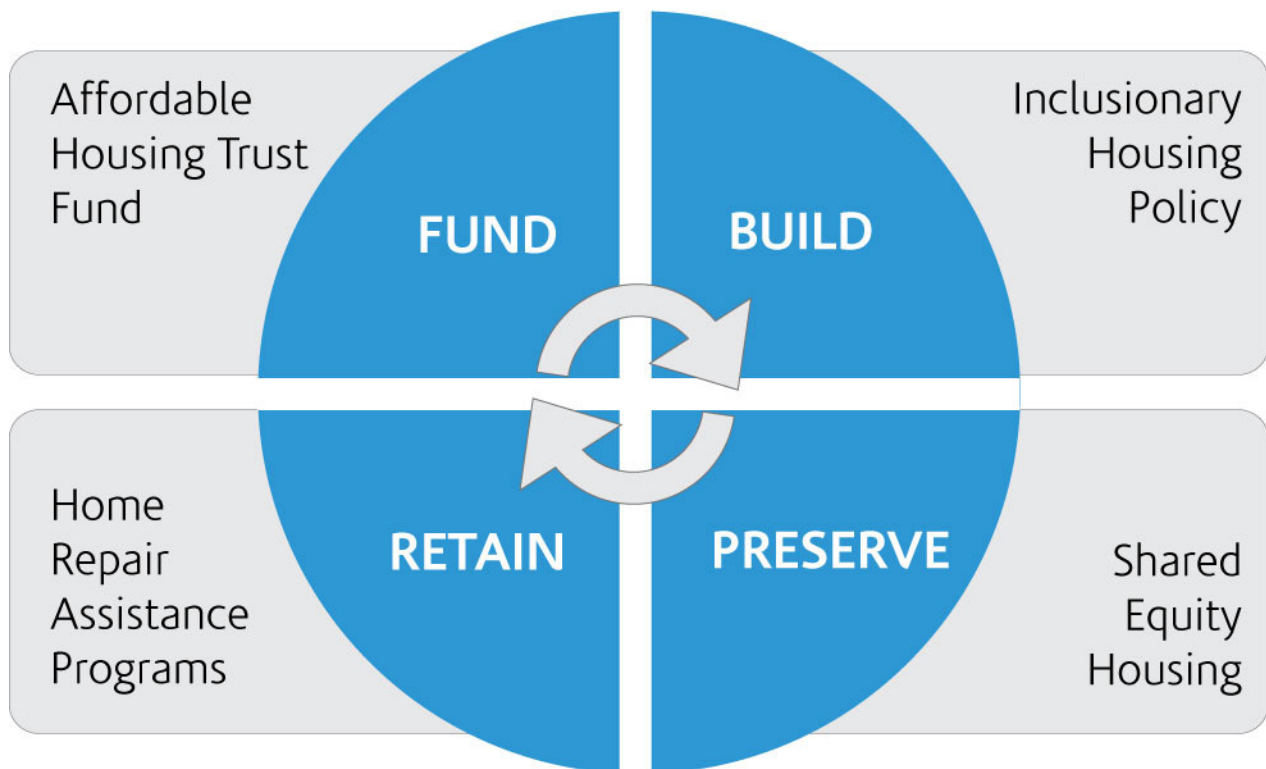 Affordable
Housing Trust
Fund
FUND
BUILD
Inclusionary
Housing
Policy
Home
Repair
Assistance
Programs
RETAIN
PRESERVE
Shared
Equity
Housing